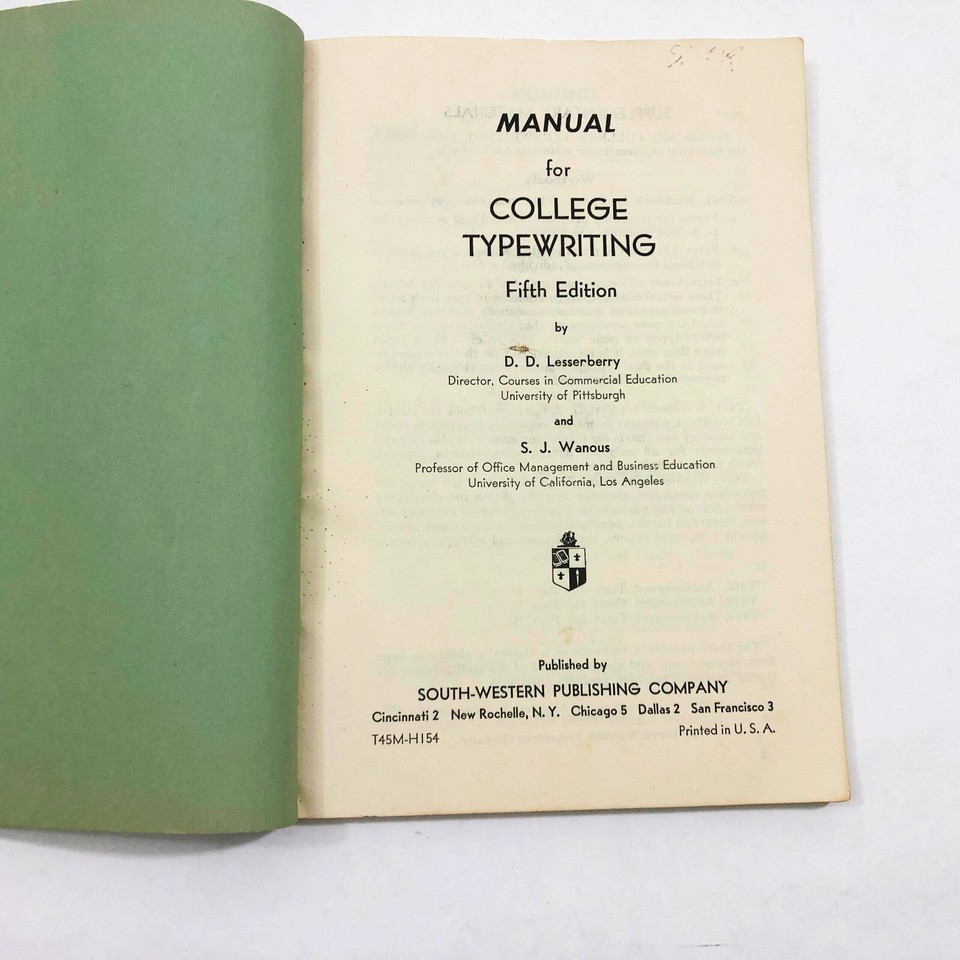 MANUAL
for
COLLEGE
TYPEWRITING
Fifth Edition
by
D. D. Lesserberry
Director, Courses in Commercial Education
University of Pittsburgh
and
S. J. Wanous
Professor of Office Management and Business Education
University of California, Los Angeles
Published by
SOUTH-WESTERN PUBLISHING COMPANY
Cincinnati 2 New Rochelle, N. Y. Chicago 5 Dallas 2 San Francisco 3
T45M-H154 Printed in U. S. A.